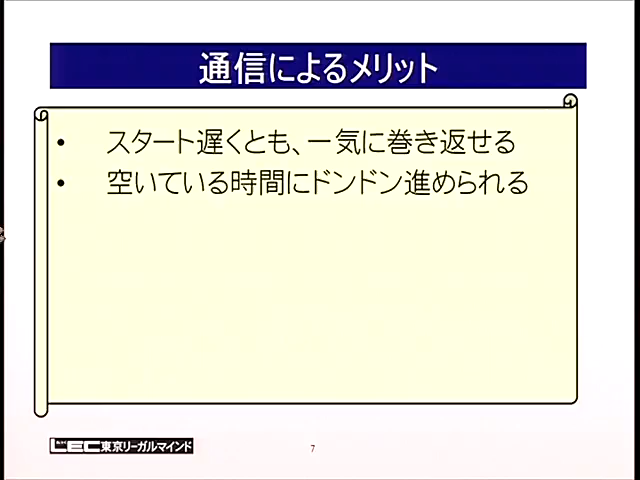 通信によるメリット
• スタート遅くとも、一気に巻き返せる
• 空いている時間にドンドン進められる
LEC東京リーガルマインド
7